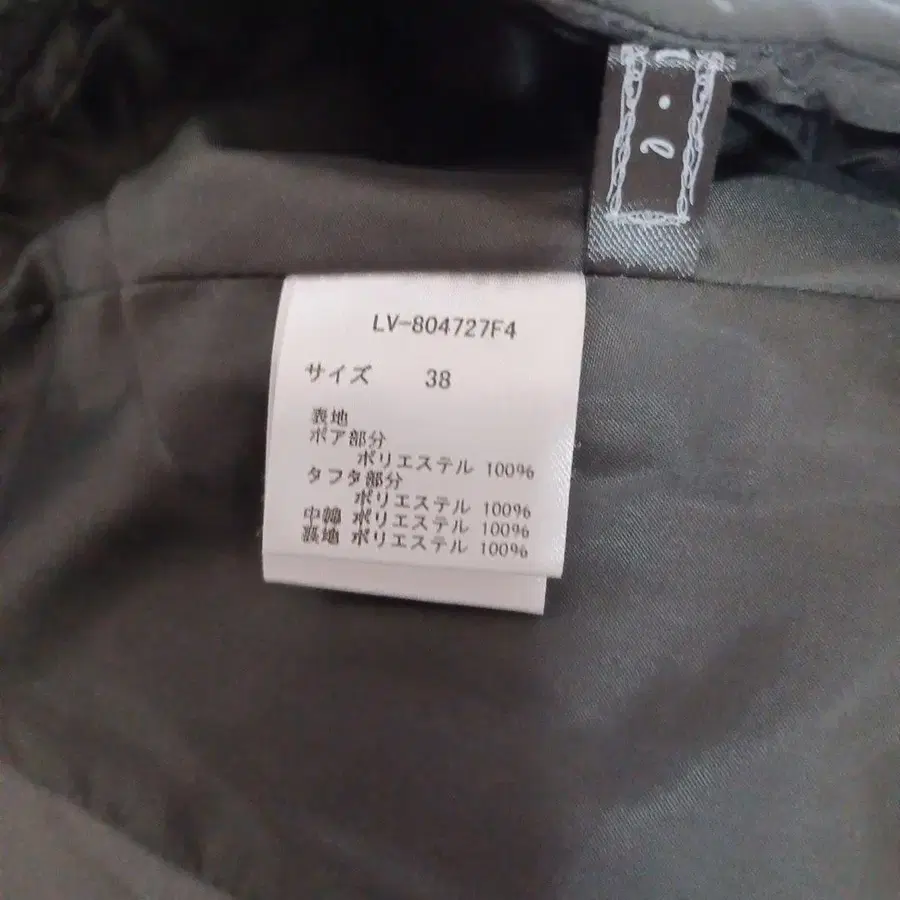 LV-804727F4
サイズ 38
表地
ボア部分
ポリエステル 100%
タフタ部分
ポリエステル 100%
中綿 ポリエステル 100%
裏地 ポリエステル 100%